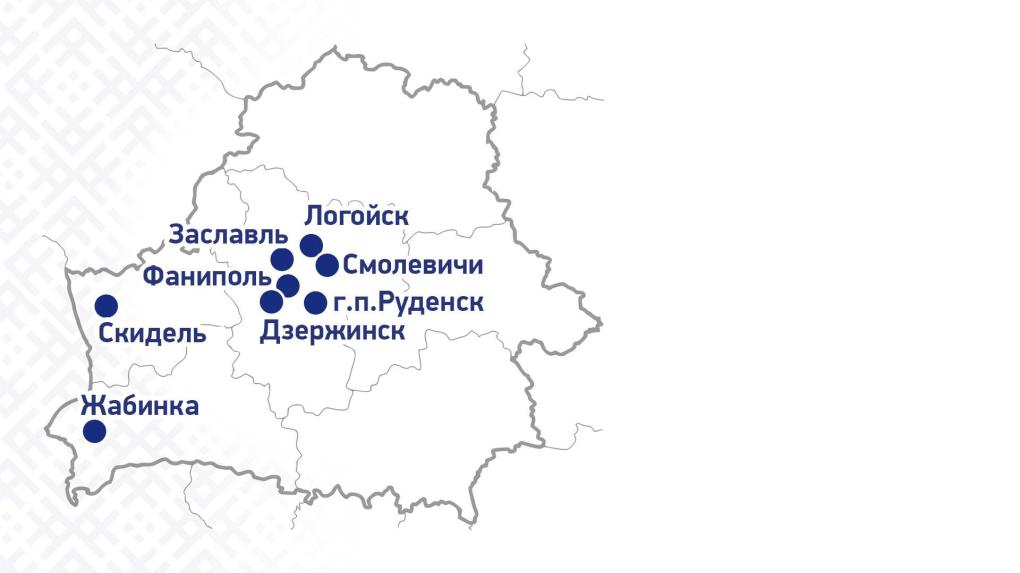 Логойск
Заславль
Смолевичи
Фаниполь
г.п.Руденск
Дзержинск
Скидель
Жабинка